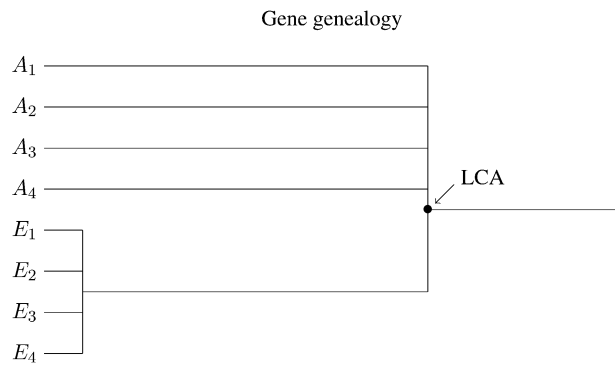 Gene genealogy
A₁
A₂
A₃
A₄
LCA
E₁
E₂
E₃
E₄